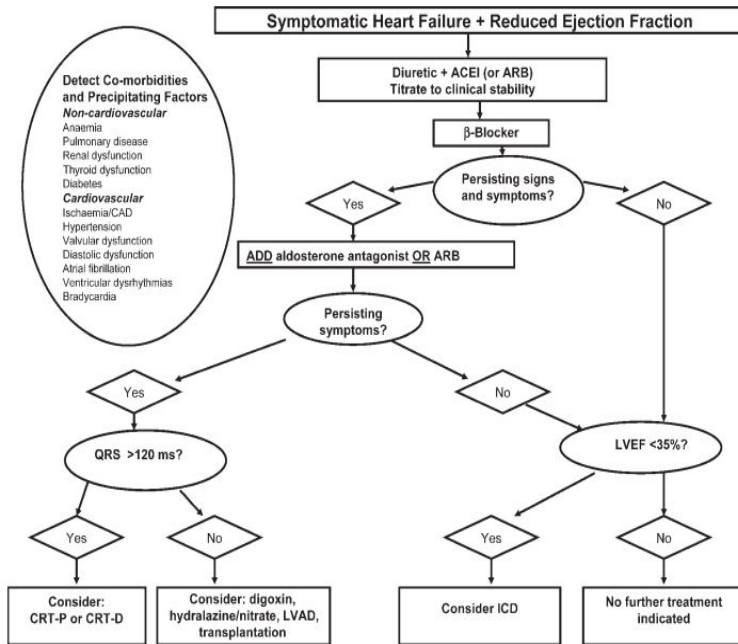 Symptomatic Heart Failure + Reduced Ejection Fraction
Detect Co-morbidities
and Precipitating Factors
Non-cardiovascular
Anaemia
Pulmonary disease
Renal dysfunction
Thyroid dysfunction
Diabetes
Cardiovascular
Ischaemia/CAD
Hypertension
Valvular dysfunction
Diastolic dysfunction
Atrial fibrillation
Ventricular dysrhythmias
Bradycardia
Diuretic + ACEI (or ARB)
Titrate to clinical stability
β-Blocker
Persisting signs
and symptoms?
Yes
No
ADD aldosterone antagonist OR ARB
Persisting
symptoms?
Yes
No
QRS >120 ms?
LVEF <35%?
Yes
No
Yes
No
Consider:
CRT-P or CRT-D
Consider: digoxin,
hydralazine/nitrate, LVAD,
transplantation
Consider ICD
No further treatment
indicated